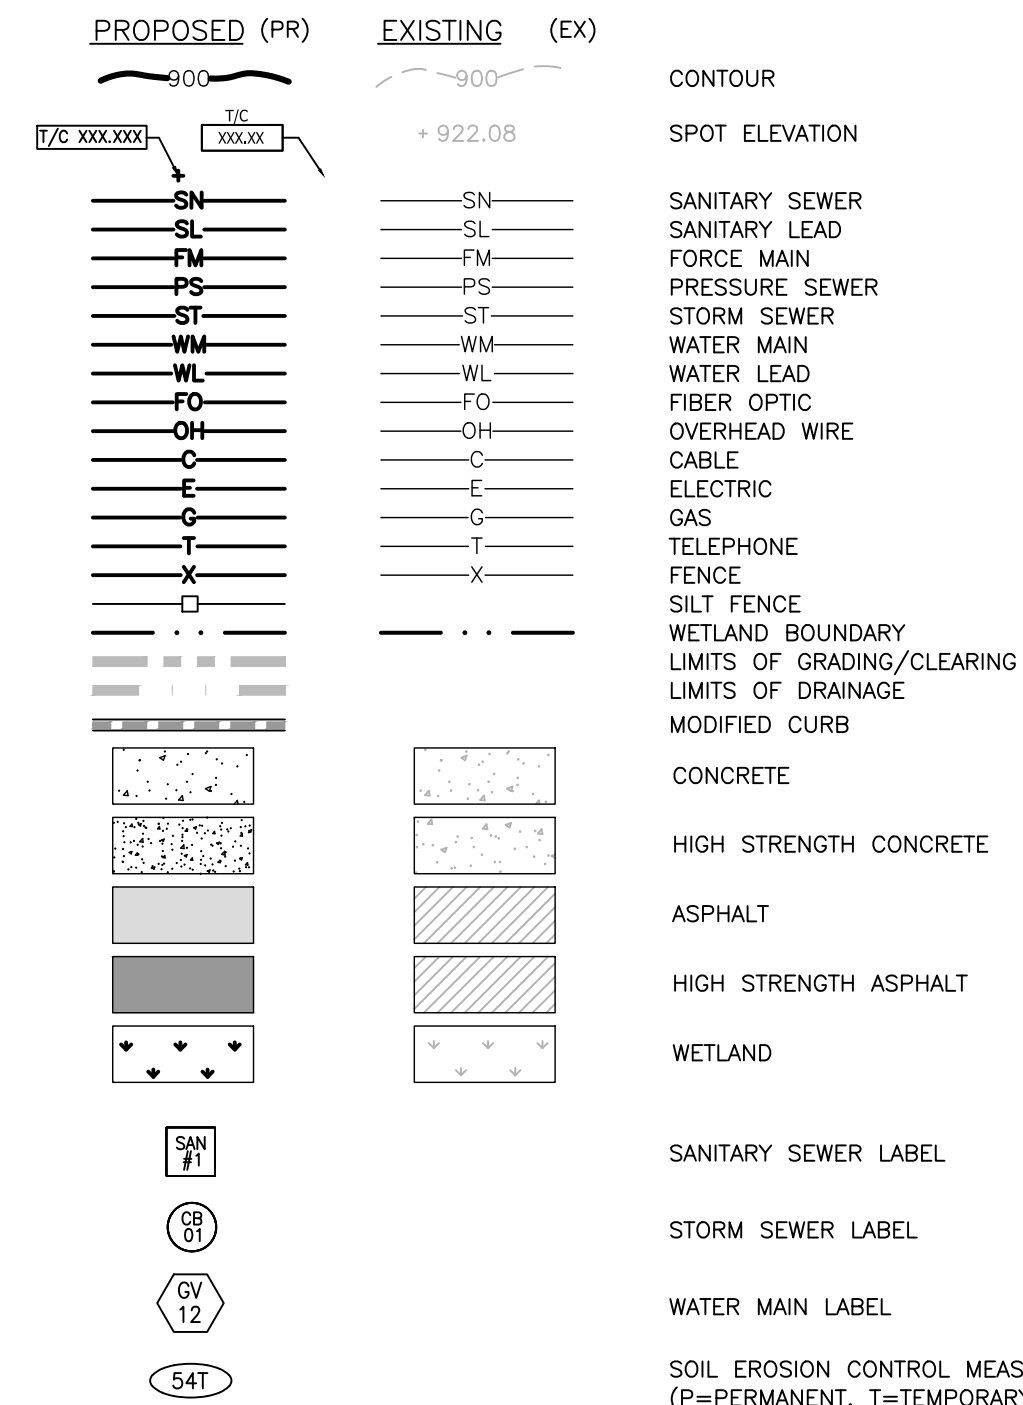 PROPOSED (PR) EXISTING (EX)
900 900 CONTOUR
T/C XXX.XXX T/C XXX.XX + 922.08 SPOT ELEVATION
SN SN SANITARY SEWER
SL SL SANITARY LEAD
FM FM FORCE MAIN
PS PS PRESSURE SEWER
ST ST STORM SEWER
WM WM WATER MAIN
WL WL WATER LEAD
FO FO FIBER OPTIC
OH OH OVERHEAD WIRE
C C CABLE
E E ELECTRIC
G G GAS
T T TELEPHONE
X X FENCE
SILT FENCE
WETLAND BOUNDARY
LIMITS OF GRADING/CLEARING
LIMITS OF DRAINAGE
MODIFIED CURB
CONCRETE
HIGH STRENGTH CONCRETE
ASPHALT
HIGH STRENGTH ASPHALT
WETLAND
SAN
#1
SANITARY SEWER LABEL
CB
01
STORM SEWER LABEL
GV
12
WATER MAIN LABEL
54T
SOIL EROSION CONTROL MEAS
(P=PERMANENT, T=TEMPORARY